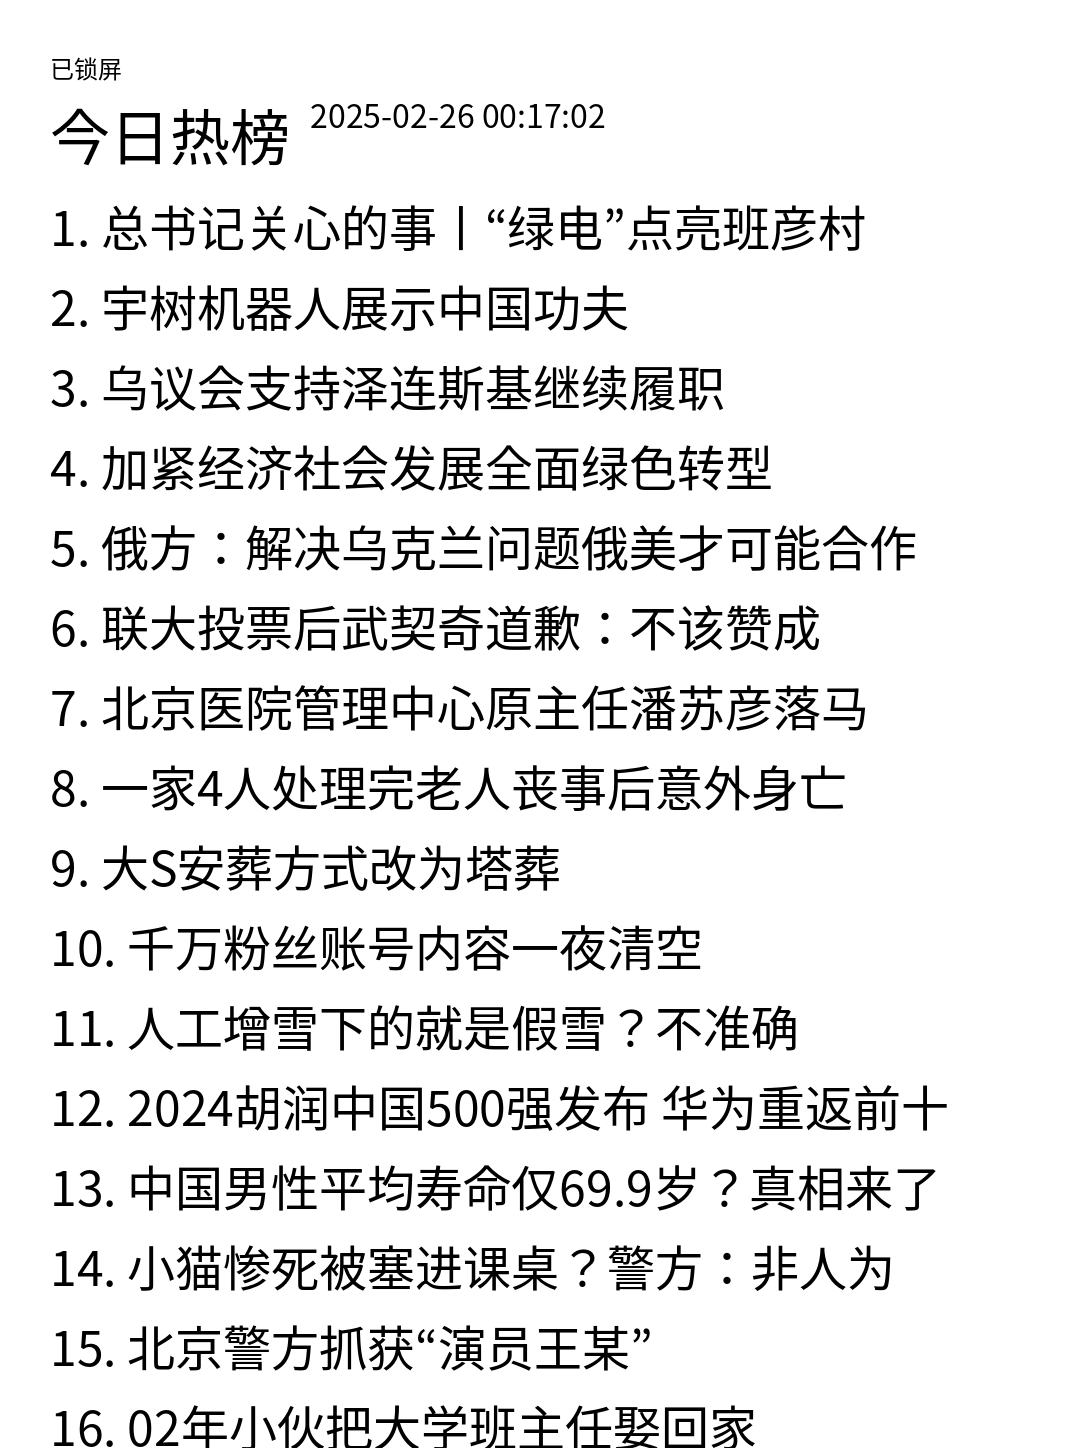 已锁屏
今日热榜 2025-02-26 00:17:02
1. 总书记关心的事丨“绿电”点亮班彦村
2. 宇树机器人展示中国功夫
3. 乌议会支持泽连斯基继续履职
4. 加紧经济社会发展全面绿色转型
5. 俄方：解决乌克兰问题俄美才可能合作
6. 联大投票后武契奇道歉：不该赞成
7. 北京医院管理中心原主任潘苏彦落马
8. 一家4人处理完老人丧事后意外身亡
9. 大S安葬方式改为塔葬
10. 千万粉丝账号内容一夜清空
11. 人工增雪下的就是假雪？不准确
12. 2024胡润中国500强发布 华为重返前十
13. 中国男性平均寿命仅69.9岁？真相来了
14. 小猫惨死被塞进课桌？警方：非人为
15. 北京警方抓获“演员王某”
16. 02年小伙把大学班主任娶回家